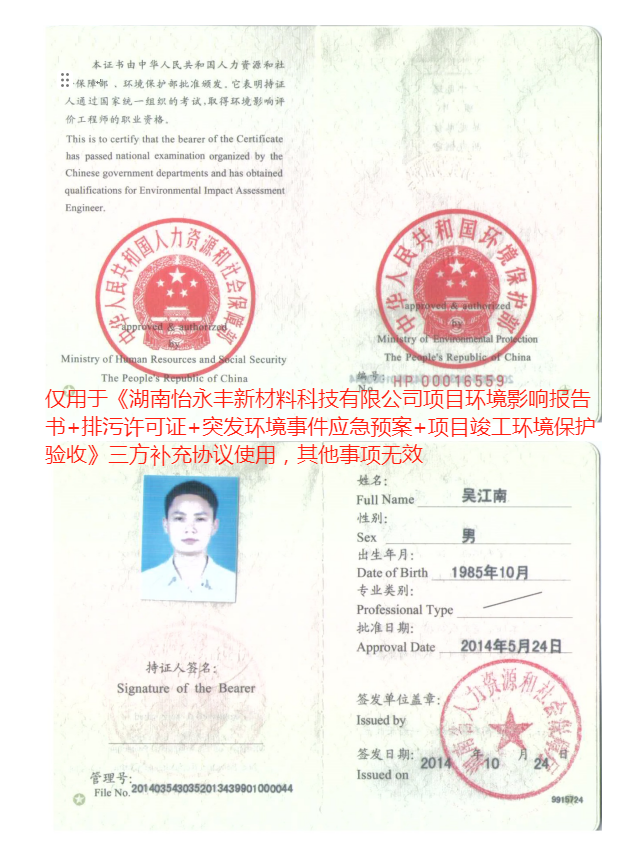 本证书由中华人民共和国人力资源和社
保障部、环境保护部批准颁发。它表明持证
人通过国家统一组织的考试,取得环境影响评
价工程师的职业资格。
This is to certify that the bearer of the Certificate
has passed national examination organized by the
Chinese government departments and has obtained
qualifications for Environmental Impact Assessment
Engineer.
中华人民共和国人力资源和社会保障部
approved & authorized
by
Ministry of Human Resources and Social Security
The People's Republic of China
中华人民共和国环境保护部
approved & authorized
by
Ministry of Environmental Protection
The People's Republic of China
编号
No.
HP 00016559
仅用于《湖南怡永丰新材料科技有限公司项目环境影响报告
书+排污许可证+突发环境事件应急预案+项目竣工环境保护
验收》三方补充协议使用，其他事项无效
持证人签名:
Signature of the Bearer
管理号:
File No.
2014035430352013439901000044
姓名:
Full Name
吴江南
性别:
Sex
男
出生年月:
Date of Birth
1985年10月
专业类别:
Professional Type
批准日期:
Approval Date
2014年5月24日
签发单位盖章:
Issued by
人力资源和社会保障
签发日期:
2014 年 10 月 24 日
Issued on
9915724